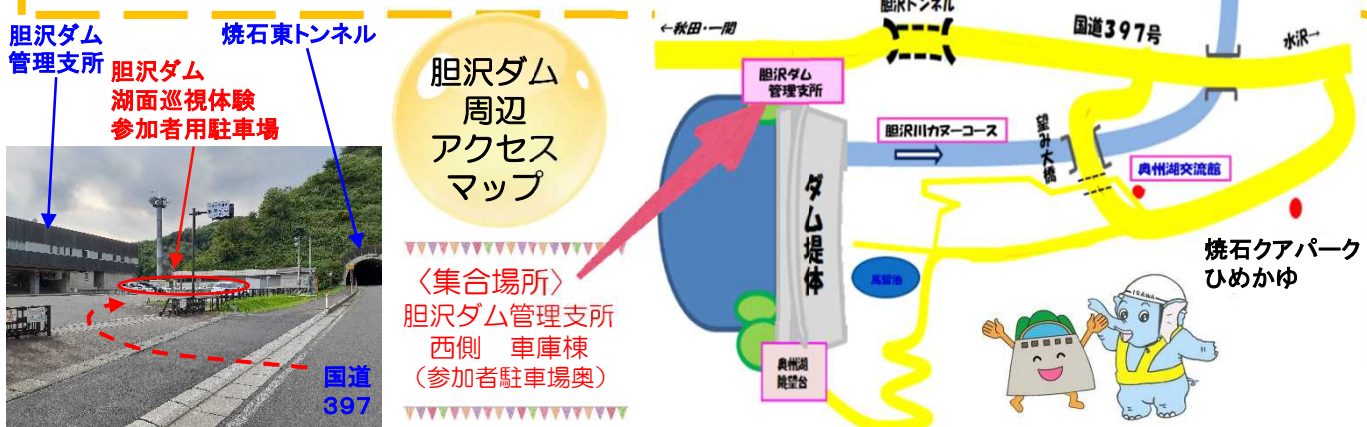 胆沢ダム
管理支所
焼石東トンネル
胆沢ダム
湖面巡視体験
参加者用駐車場
国道
397
胆沢ダム
周辺
アクセス
マップ
〈集合場所〉
胆沢ダム管理支所
西側　車庫棟
（参加者駐車場奥）
←秋田・一関
胆沢トンネル
国道397号
水沢→
胆沢ダム
管理支所
胆沢川カヌーコース
望み大橋
奥州湖交流館
ダム堤体
馬留池
焼石クアパーク
ひめかゆ
奥州湖
眺望台
ISAWA